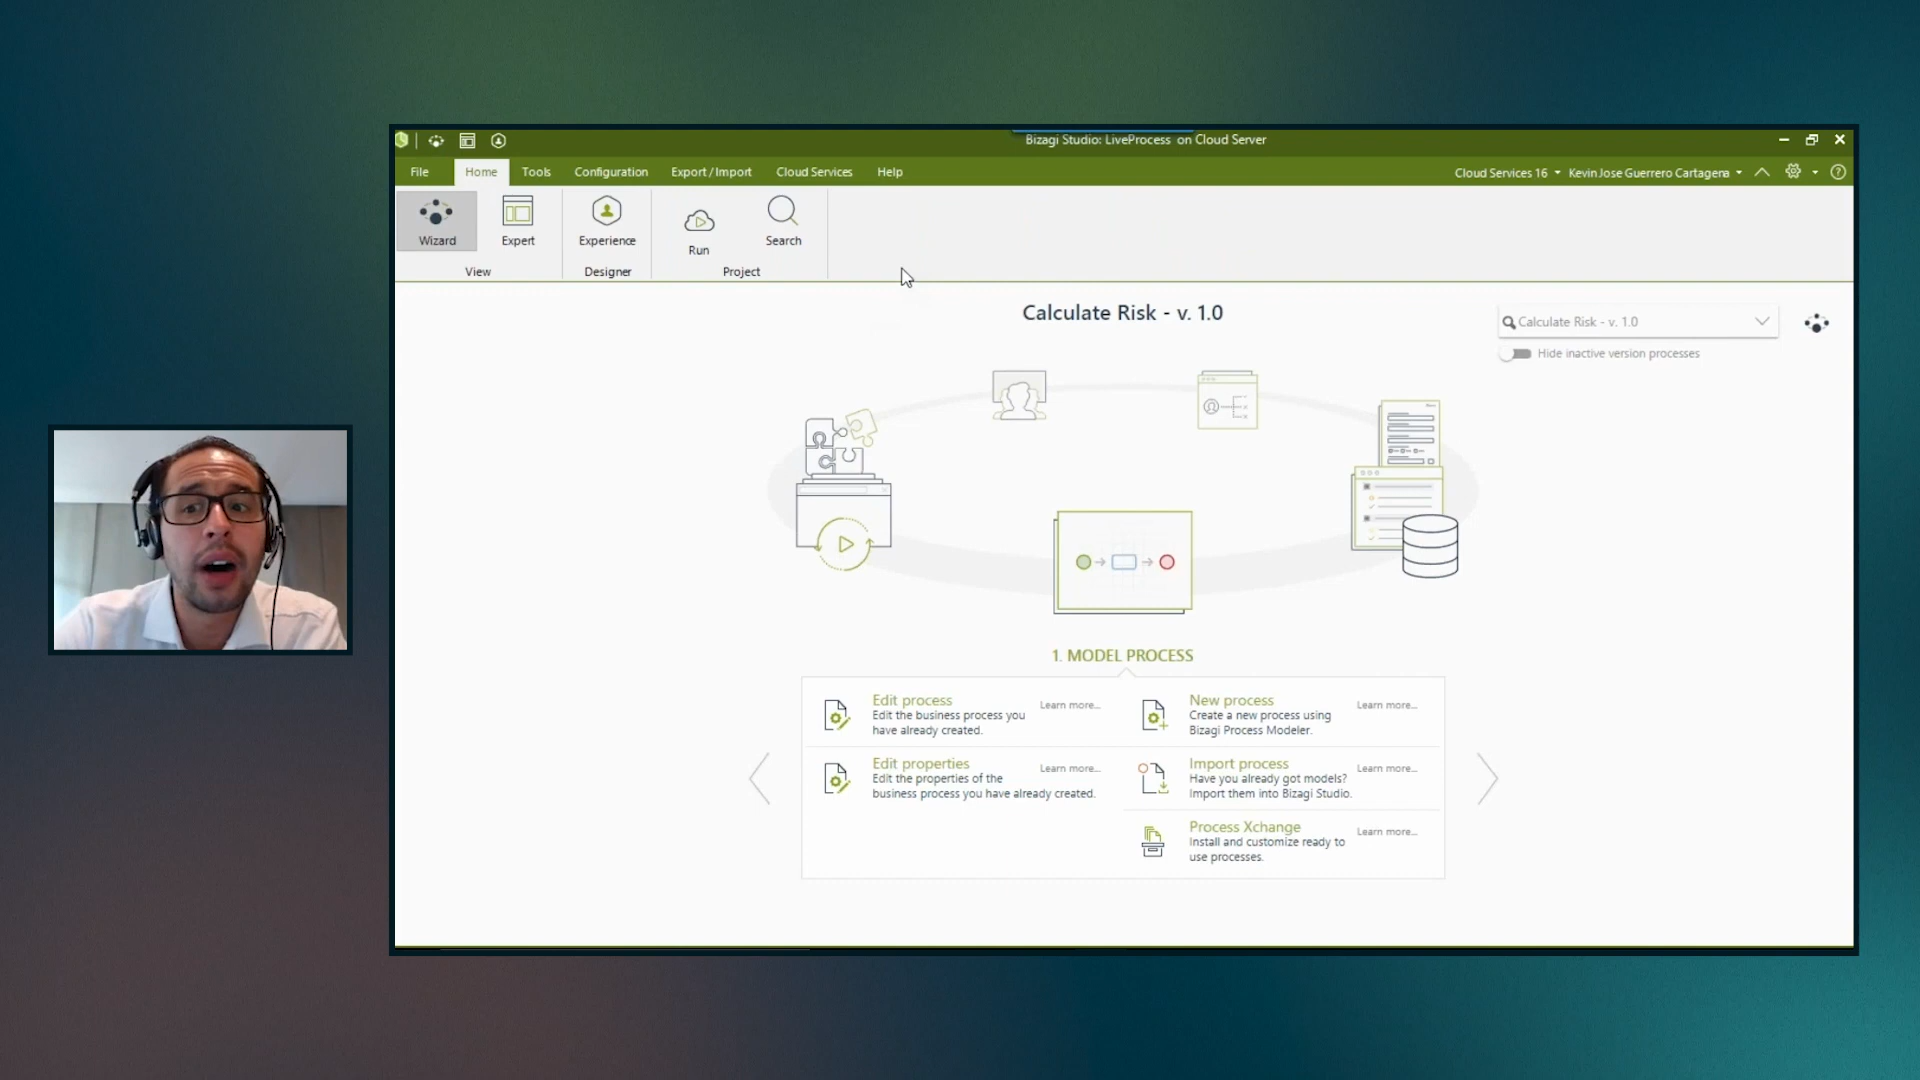 Bizagi Studio: LiveProcess on Cloud Server
File Home Tools Configuration Export / Import Cloud Services Help
Cloud Services 16 Kevin Jose Guerrero Cartagena
Wizard Expert Experience Run Search
View Designer Project
Calculate Risk - v. 1.0
Calculate Risk - v. 1.0
Hide inactive version processes
1. MODEL PROCESS
Edit process Learn more...
Edit the business process you
have already created.
New process Learn more...
Create a new process using
Bizagi Process Modeler.
Edit properties Learn more...
Edit the properties of the
business process you have already created.
Import process Learn more...
Have you already got models?
Import them into Bizagi Studio.
Process Xchange Learn more...
Install and customize ready to
use processes.